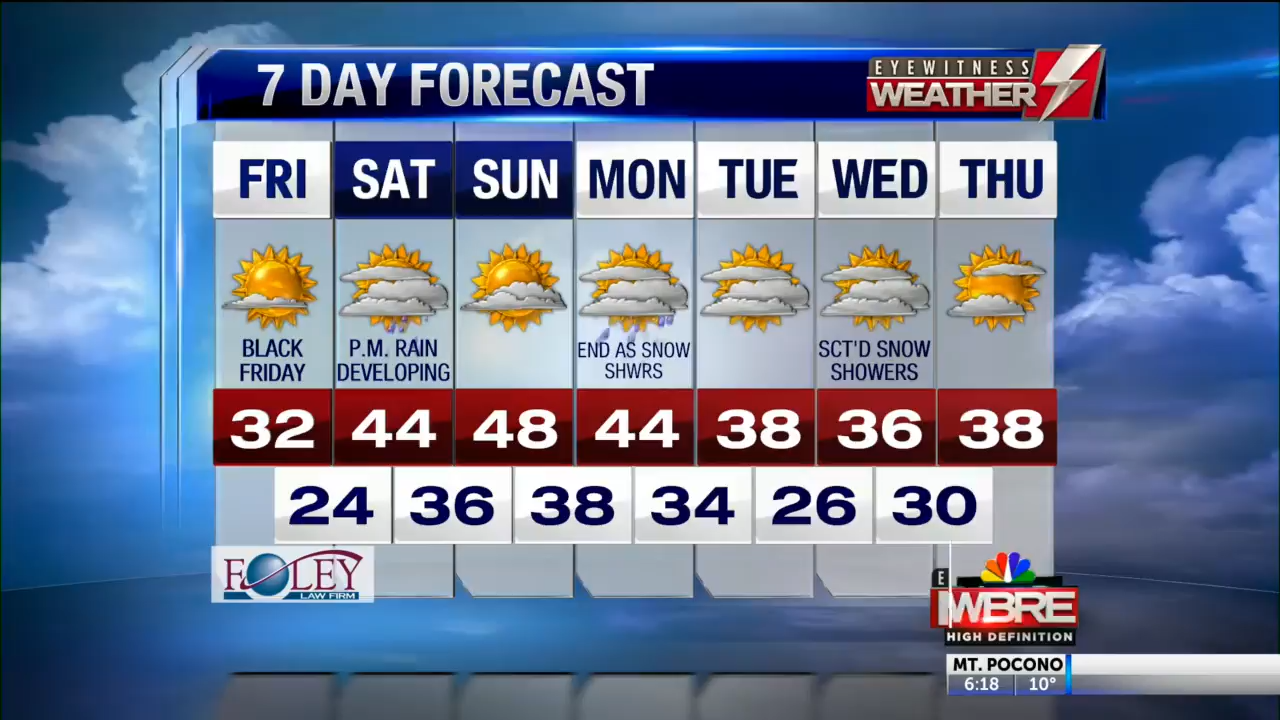 7 DAY FORECAST
EYEWITNESS
WEATHER
FRI SAT SUN MON TUE WED THU
BLACK
FRIDAY
P.M. RAIN
DEVELOPING
END AS SNOW
SHWRS
SCT'D SNOW
SHOWERS
32 44 48 44 38 36 38
24 36 38 34 26 30
FOLEY
LAW FIRM
E
WBRE
HIGH DEFINITION
MT. POCONO
6:18 10°